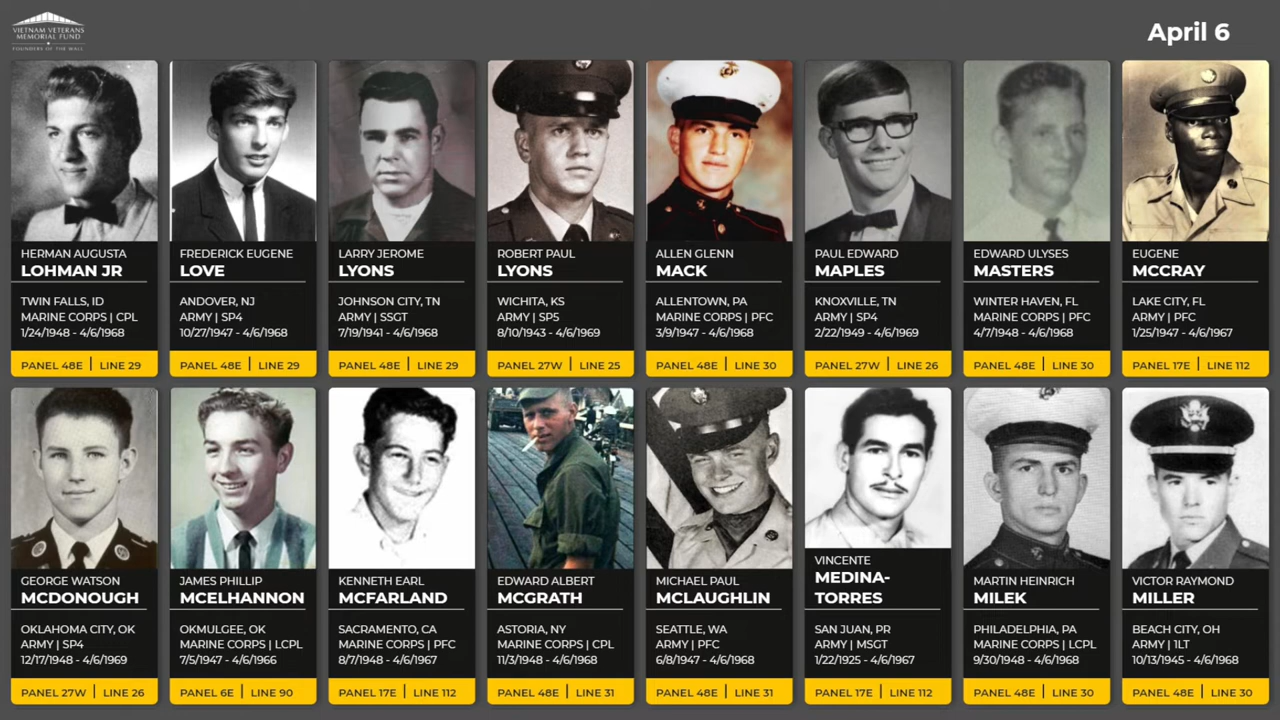 VIETNAM VETERANS
MEMORIAL FUND
FOUNDERS OF THE WALL
April 6
HERMAN AUGUSTA
LOHMAN JR
TWIN FALLS, ID
MARINE CORPS | CPL
1/24/1948 - 4/6/1968
PANEL 48E | LINE 29
FREDERICK EUGENE
LOVE
ANDOVER, NJ
ARMY | SP4
10/27/1947 - 4/6/1968
PANEL 48E | LINE 29
LARRY JEROME
LYONS
JOHNSON CITY, TN
ARMY | SSGT
7/19/1941 - 4/6/1968
PANEL 48E | LINE 29
ROBERT PAUL
LYONS
WICHITA, KS
ARMY | SP5
8/10/1943 - 4/6/1969
PANEL 27W | LINE 25
ALLEN GLENN
MACK
ALLENTOWN, PA
MARINE CORPS | PFC
3/9/1947 - 4/6/1968
PANEL 48E | LINE 30
PAUL EDWARD
MAPLES
KNOXVILLE, TN
ARMY | SP4
2/22/1949 - 4/6/1969
PANEL 27W | LINE 26
EDWARD ULYSES
MASTERS
WINTER HAVEN, FL
MARINE CORPS | PFC
4/7/1948 - 4/6/1968
PANEL 48E | LINE 30
EUGENE
MCCRAY
LAKE CITY, FL
ARMY | PFC
1/25/1947 - 4/6/1967
PANEL 17E | LINE 112
GEORGE WATSON
MCDONOUGH
OKLAHOMA CITY, OK
ARMY | SP4
12/17/1948 - 4/6/1969
PANEL 27W | LINE 26
JAMES PHILLIP
MCELHANNON
OKMULGEE, OK
MARINE CORPS | LCPL
7/5/1947 - 4/6/1966
PANEL 6E | LINE 90
KENNETH EARL
MCFARLAND
SACRAMENTO, CA
MARINE CORPS | PFC
8/7/1948 - 4/6/1967
PANEL 17E | LINE 112
EDWARD ALBERT
MCGRATH
ASTORIA, NY
MARINE CORPS | CPL
11/3/1948 - 4/6/1968
PANEL 48E | LINE 31
MICHAEL PAUL
MCLAUGHLIN
SEATTLE, WA
ARMY | PFC
6/8/1947 - 4/6/1968
PANEL 48E | LINE 31
VINCENTE
MEDINA-
TORRES
SAN JUAN, PR
ARMY | MSGT
1/22/1925 - 4/6/1967
PANEL 17E | LINE 112
MARTIN HEINRICH
MILEK
PHILADELPHIA, PA
MARINE CORPS | LCPL
9/30/1948 - 4/6/1968
PANEL 48E | LINE 30
VICTOR RAYMOND
MILLER
BEACH CITY, OH
ARMY | 1LT
10/13/1945 - 4/6/1968
PANEL 48E | LINE 30